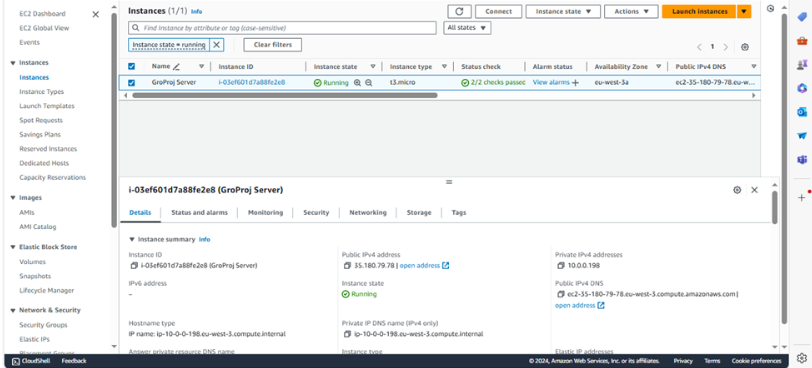 EC2 Dashboard
EC2 Global View
Events
Instances
Instances
Instance Types
Launch Templates
Spot Requests
Savings Plans
Reserved Instances
Dedicated Hosts
Capacity Reservations
Images
AMIs
AMI Catalog
Elastic Block Store
Volumes
Snapshots
Lifecycle Manager
Network & Security
Security Groups
Elastic IPs
Instances (1/1) Info
Connect
Instance state
Actions
Launch instances
Find Instance by attribute or tag (case-sensitive)
All states
Instance state = running
Clear filters
1
Name Instance ID Instance state Instance type Status check Alarm status Availability Zone Public IPv4 DNS
GroProj Server i-03ef601d7a88fe2e8 Running t3.micro 2/2 checks passed View alarms + eu-west-3a ec2-35-180-79-78.eu-w...
i-03ef601d7a88fe2e8 (GroProj Server)
Details Status and alarms Monitoring Security Networking Storage Tags
Instance summary Info
Instance ID
i-03ef601d7a88fe2e8 (GroProj Server)
Public IPv4 address
35.180.79.78 | open address
Private IPv4 addresses
10.0.0.198
IPv6 address
–
Instance state
Running
Public IPv4 DNS
ec2-35-180-79-78.eu-west-3.compute.amazonaws.com |
open address
Hostname type
IP name: ip-10-0-0-198.eu-west-3.compute.internal
Private IP DNS name (IPv4 only)
ip-10-0-0-198.eu-west-3.compute.internal
Answer private resource DNS name
Instance type
Elastic IP addresses
CloudShell Feedback
© 2024, Amazon Web Services, Inc. or its affiliates. Privacy Terms Cookie preferences